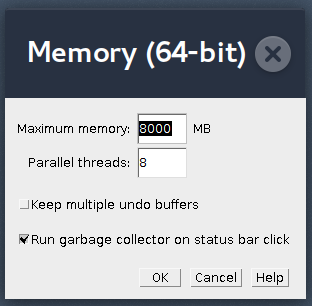 Memory (64-bit)
Maximum memory: 8000 MB
Parallel threads: 8
Keep multiple undo buffers
Run garbage collector on status bar click
OK Cancel Help